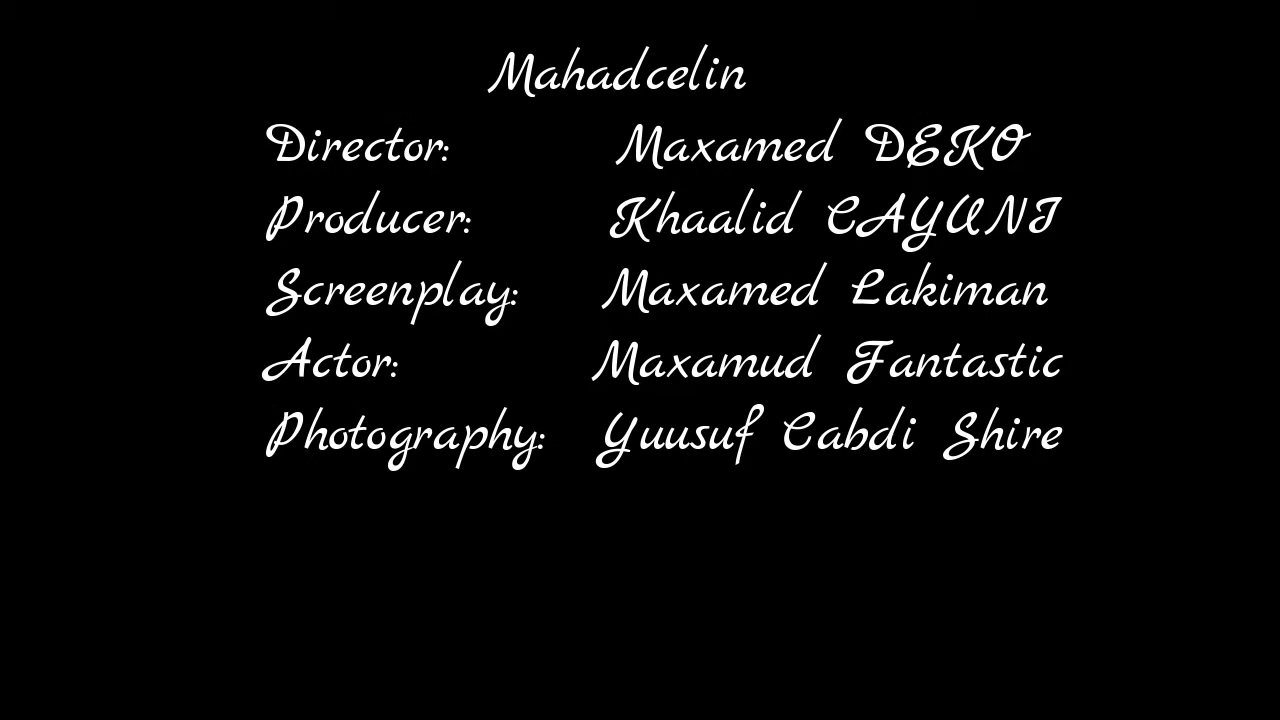 Mahadcelin
Director: Maxamed DEKO
Producer: Khaalid CAYUNI
Screenplay: Maxamed Lakiman
Actor: Maxamud Fantastic
Photography: Yuusuf Cabdi Shire